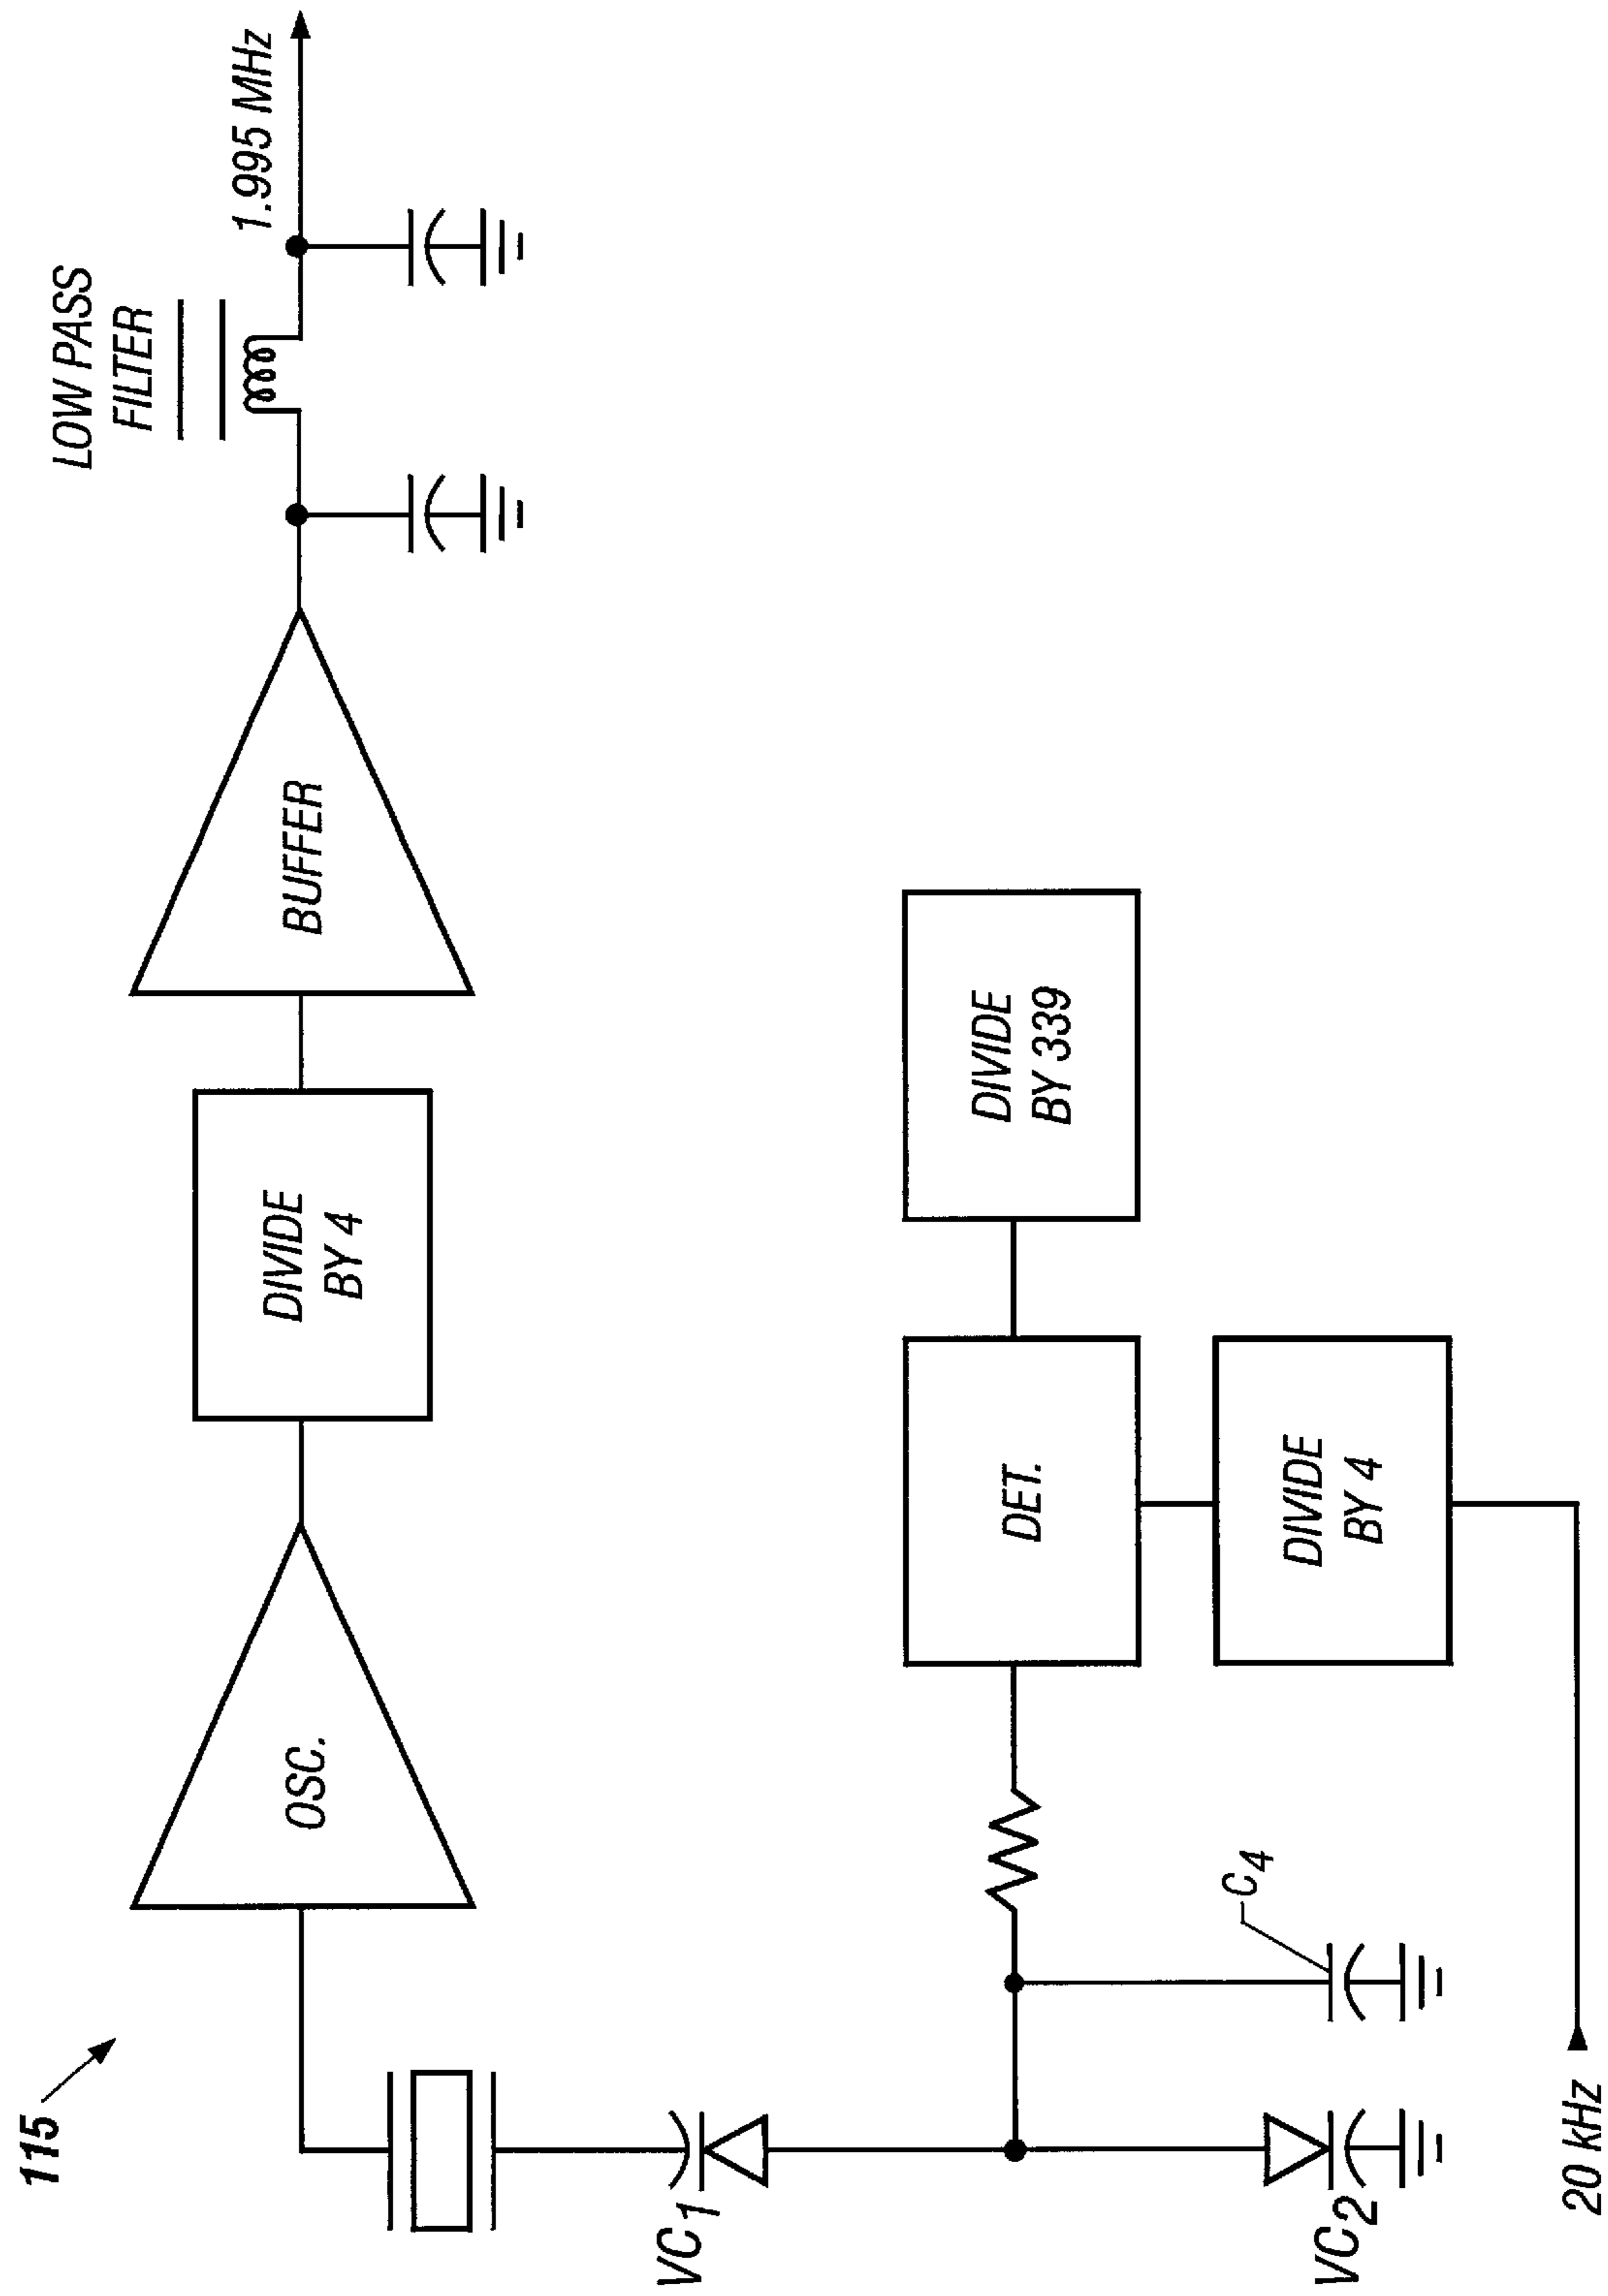 115
OSC.
DIVIDE
BY 4
BUFFER
LOW PASS
FILTER
1.995 MHz
VC1
DET.
DIVIDE
BY 339
C4
DIVIDE
BY 4
VC2
20 kHz